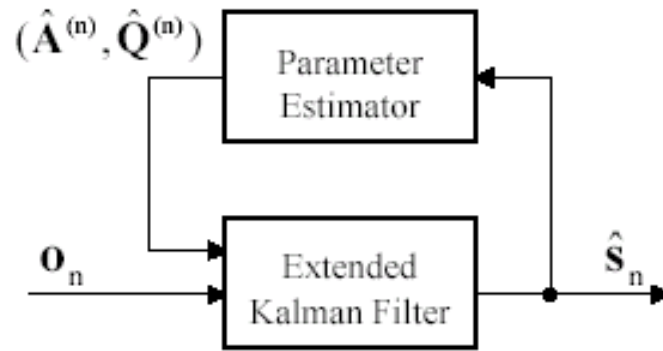 (Â⁽ⁿ⁾, Q̂⁽ⁿ⁾)
Parameter
Estimator
oₙ
Extended
Kalman Filter
ŝₙ